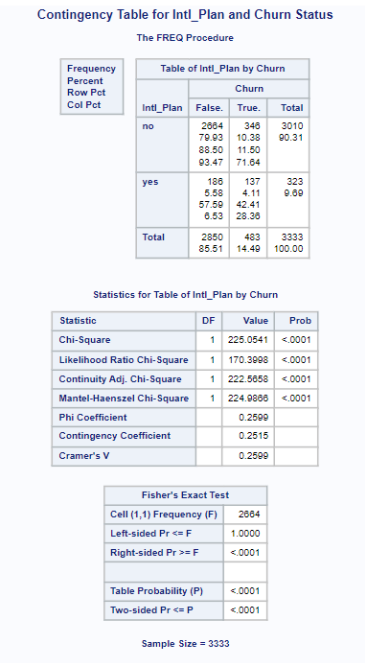 Contingency Table for Intl_Plan and Churn Status
The FREQ Procedure
Frequency
Percent
Row Pct
Col Pct
Table of Intl_Plan by Churn
Churn
Intl_Plan False. True. Total
no 2664 346 3010
79.93 10.38 90.31
88.50 11.50
93.47 71.64
yes 186 137 323
5.58 4.11 9.69
57.59 42.41
6.53 28.36
Total 2850 483 3333
85.51 14.49 100.00
Statistics for Table of Intl_Plan by Churn
Statistic DF Value Prob
Chi-Square 1 225.0541 <.0001
Likelihood Ratio Chi-Square 1 170.3998 <.0001
Continuity Adj. Chi-Square 1 222.5658 <.0001
Mantel-Haenszel Chi-Square 1 224.9866 <.0001
Phi Coefficient 0.2599
Contingency Coefficient 0.2515
Cramer's V 0.2599
Fisher's Exact Test
Cell (1,1) Frequency (F) 2664
Left-sided Pr <= F 1.0000
Right-sided Pr >= F <.0001
Table Probability (P) <.0001
Two-sided Pr <= P <.0001
Sample Size = 3333